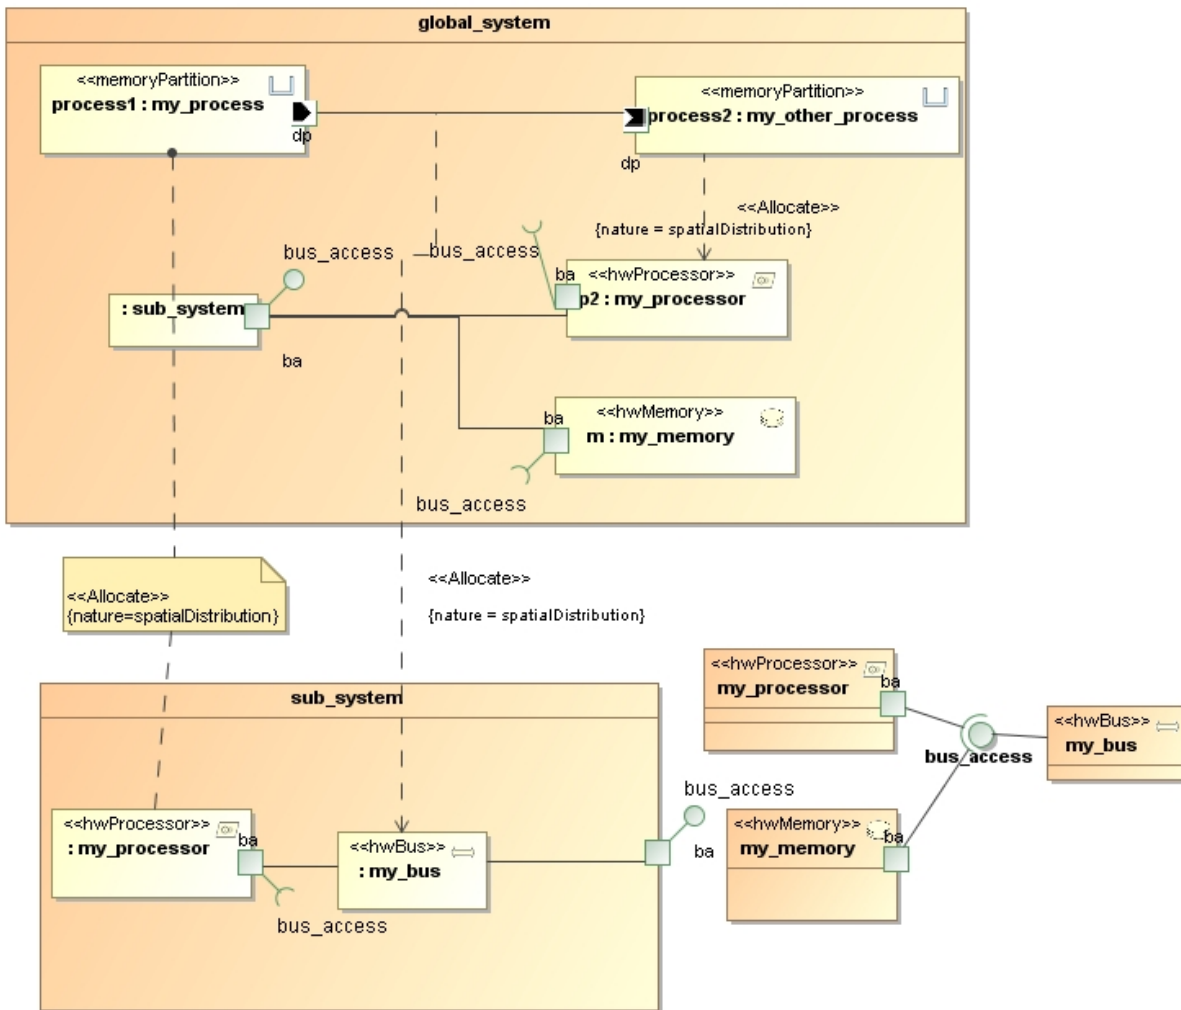 global_system
<<memoryPartition>>
process1 : my_process
dp
<<memoryPartition>>
process2 : my_other_process
dp
<<Allocate>>
{nature = spatialDistribution}
bus_access
bus_access
: sub_system
ba
ba
<<hwProcessor>>
p2 : my_processor
ba
<<hwMemory>>
m : my_memory
bus_access
<<Allocate>>
{nature=spatialDistribution}
<<Allocate>>
{nature = spatialDistribution}
sub_system
<<hwProcessor>>
: my_processor
ba
bus_access
<<hwBus>>
: my_bus
bus_access
ba
<<hwProcessor>>
my_processor
ba
bus_access
<<hwBus>>
my_bus
<<hwMemory>>
my_memory
ba